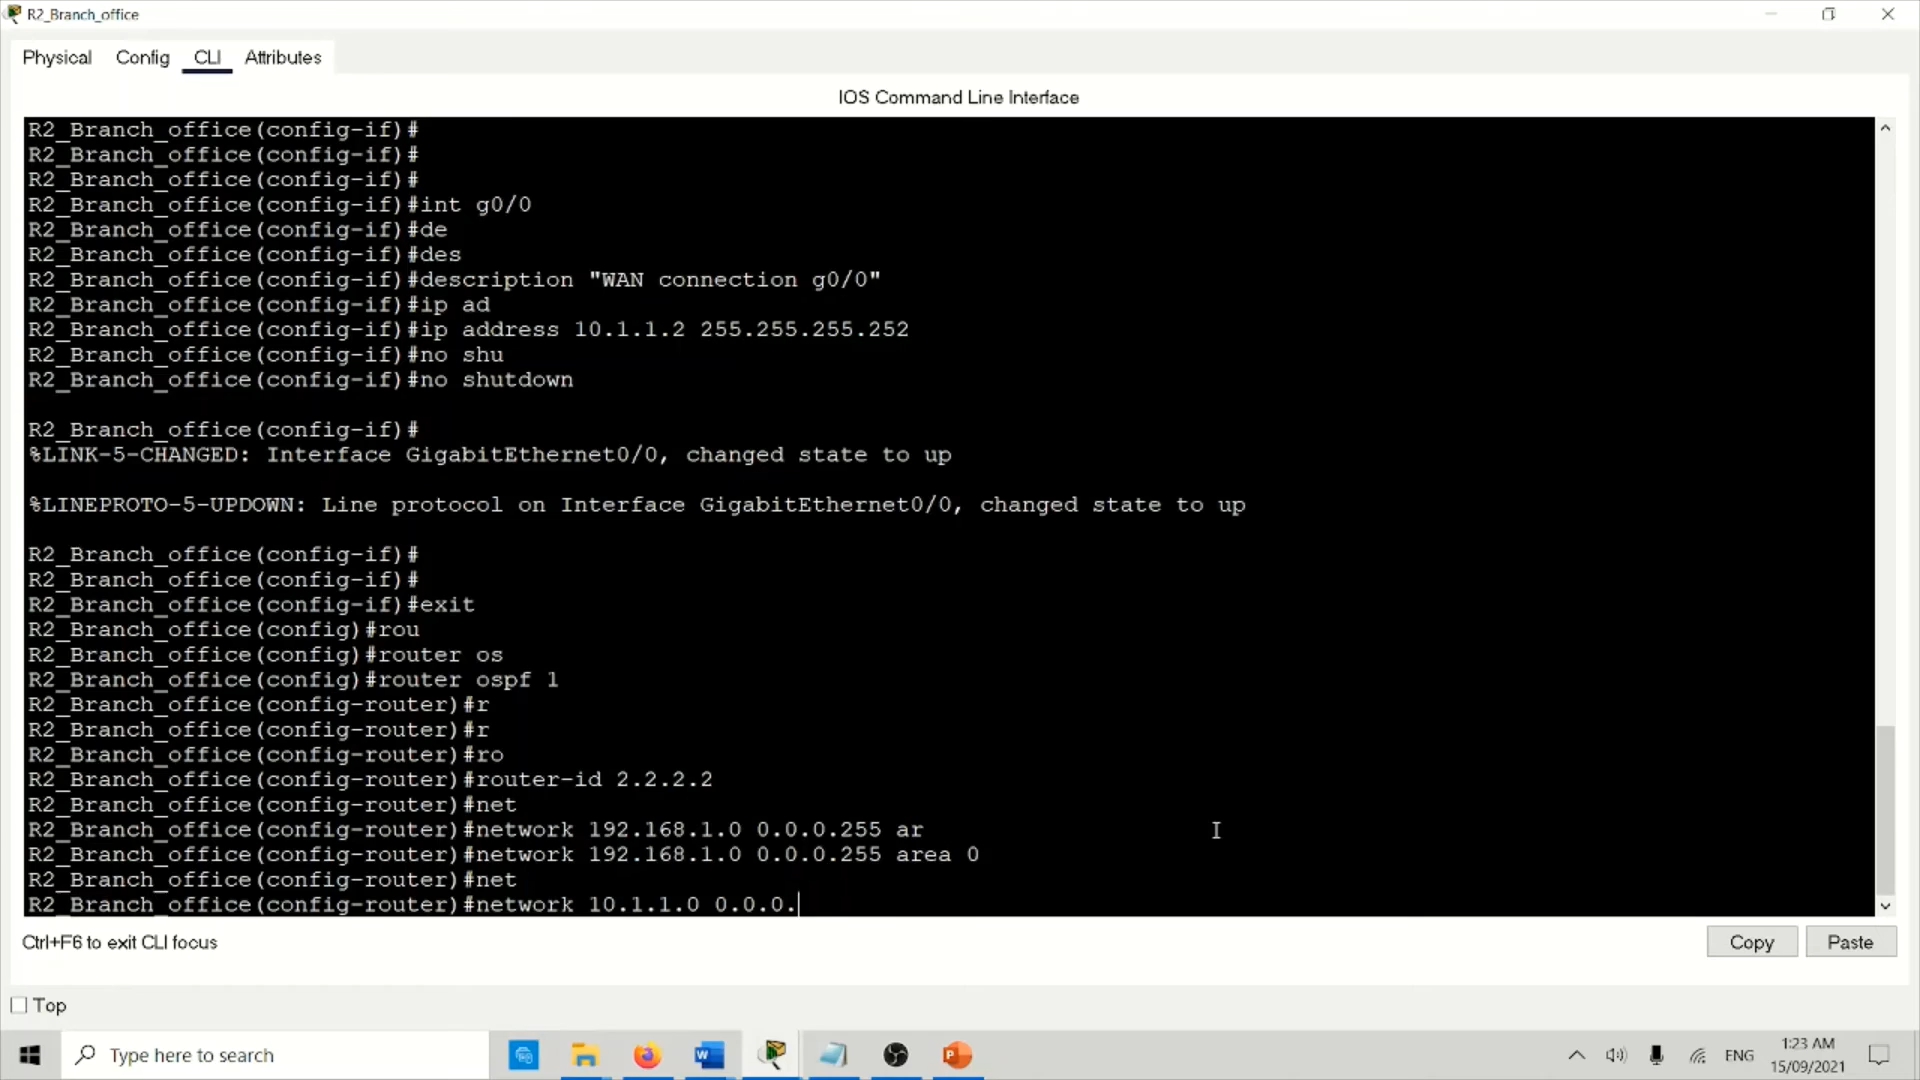 R2_Branch_office
Physical Config CLI Attributes
IOS Command Line Interface
R2_Branch_office(config-if)#
R2_Branch_office(config-if)#
R2_Branch_office(config-if)#
R2_Branch_office(config-if)#int g0/0
R2_Branch_office(config-if)#de
R2_Branch_office(config-if)#des
R2_Branch_office(config-if)#description "WAN connection g0/0"
R2_Branch_office(config-if)#ip ad
R2_Branch_office(config-if)#ip address 10.1.1.2 255.255.255.252
R2_Branch_office(config-if)#no shu
R2_Branch_office(config-if)#no shutdown
R2_Branch_office(config-if)#
%LINK-5-CHANGED: Interface GigabitEthernet0/0, changed state to up
%LINEPROTO-5-UPDOWN: Line protocol on Interface GigabitEthernet0/0, changed state to up
R2_Branch_office(config-if)#
R2_Branch_office(config-if)#
R2_Branch_office(config-if)#exit
R2_Branch_office(config)#rou
R2_Branch_office(config)#router os
R2_Branch_office(config)#router ospf 1
R2_Branch_office(config-router)#r
R2_Branch_office(config-router)#r
R2_Branch_office(config-router)#ro
R2_Branch_office(config-router)#router-id 2.2.2.2
R2_Branch_office(config-router)#net
R2_Branch_office(config-router)#network 192.168.1.0 0.0.0.255 ar
R2_Branch_office(config-router)#network 192.168.1.0 0.0.0.255 area 0
R2_Branch_office(config-router)#net
R2_Branch_office(config-router)#network 10.1.1.0 0.0.0.
Ctrl+F6 to exit CLI focus
Copy Paste
Top
Type here to search
ENG
1:23 AM
15/09/2021